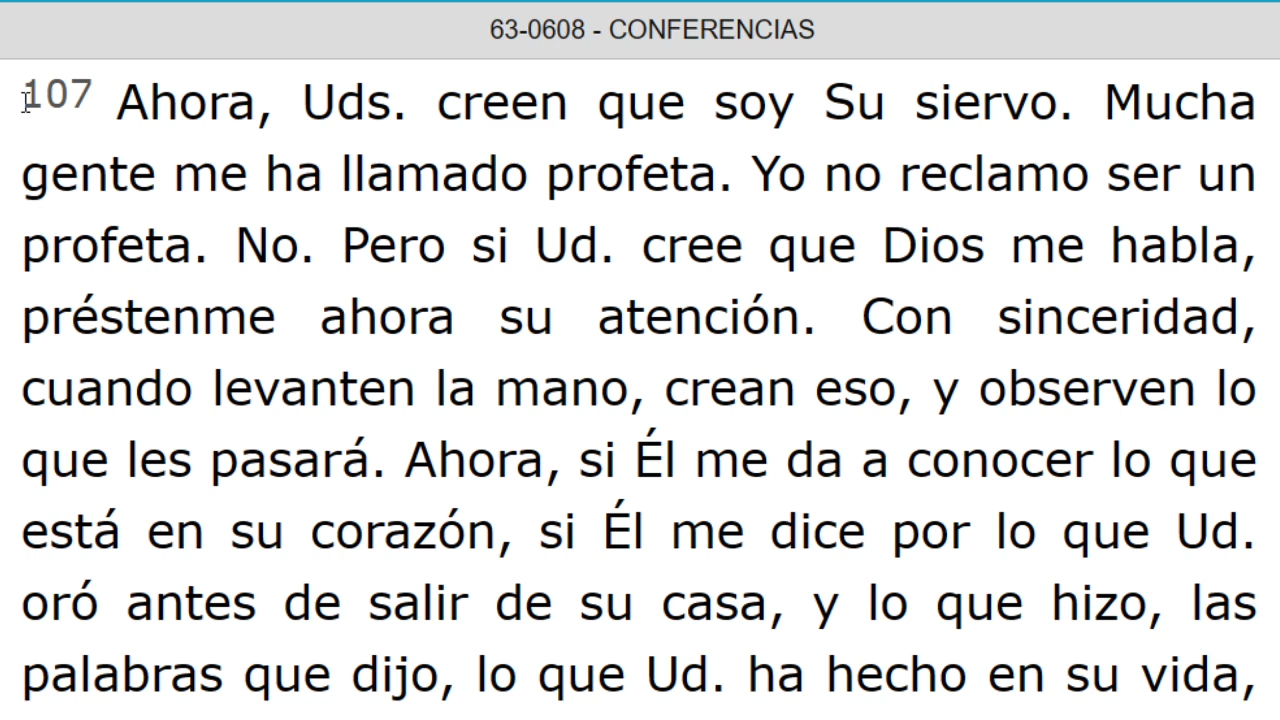 63-0608 - CONFERENCIAS
107 Ahora, Uds. creen que soy Su siervo. Mucha
gente me ha llamado profeta. Yo no reclamo ser un
profeta. No. Pero si Ud. cree que Dios me habla,
préstenme ahora su atención. Con sinceridad,
cuando levanten la mano, crean eso, y observen lo
que les pasará. Ahora, si Él me da a conocer lo que
está en su corazón, si Él me dice por lo que Ud.
oró antes de salir de su casa, y lo que hizo, las
palabras que dijo, lo que Ud. ha hecho en su vida,